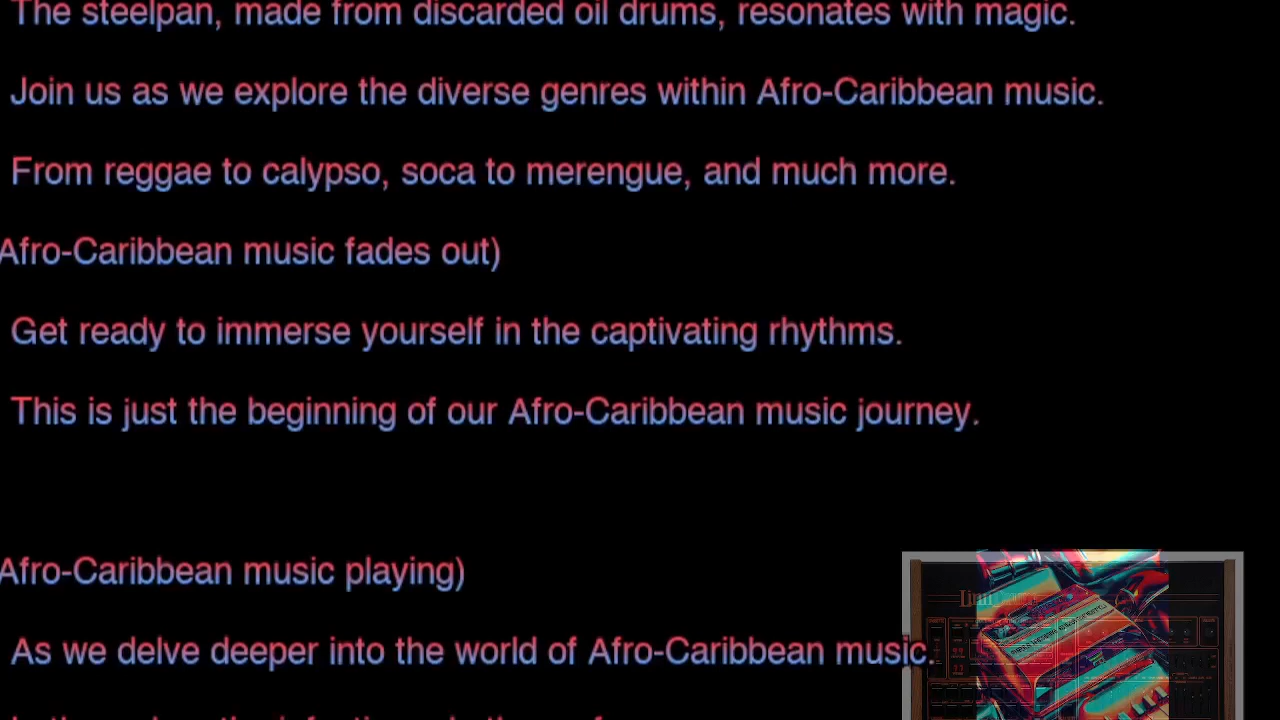 The steelpan, made from discarded oil drums, resonates with magic.
Join us as we explore the diverse genres within Afro-Caribbean music.
From reggae to calypso, soca to merengue, and much more.
Afro-Caribbean music fades out)
Get ready to immerse yourself in the captivating rhythms.
This is just the beginning of our Afro-Caribbean music journey.
Afro-Caribbean music playing)
As we delve deeper into the world of Afro-Caribbean music.